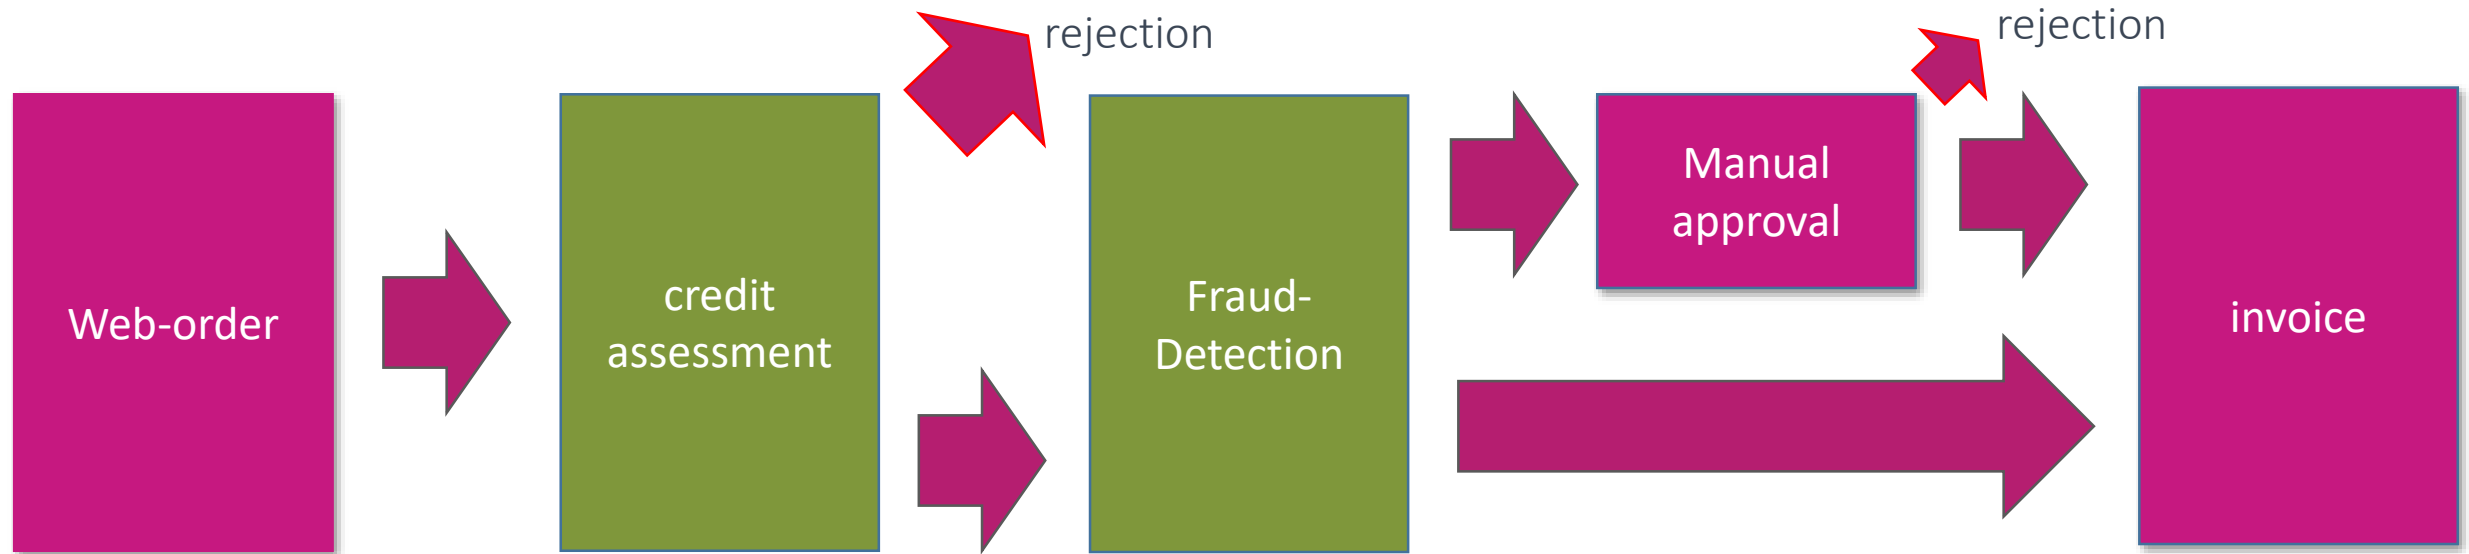 Web-order
credit
assessment
rejection
Fraud-
Detection
Manual
approval
rejection
invoice